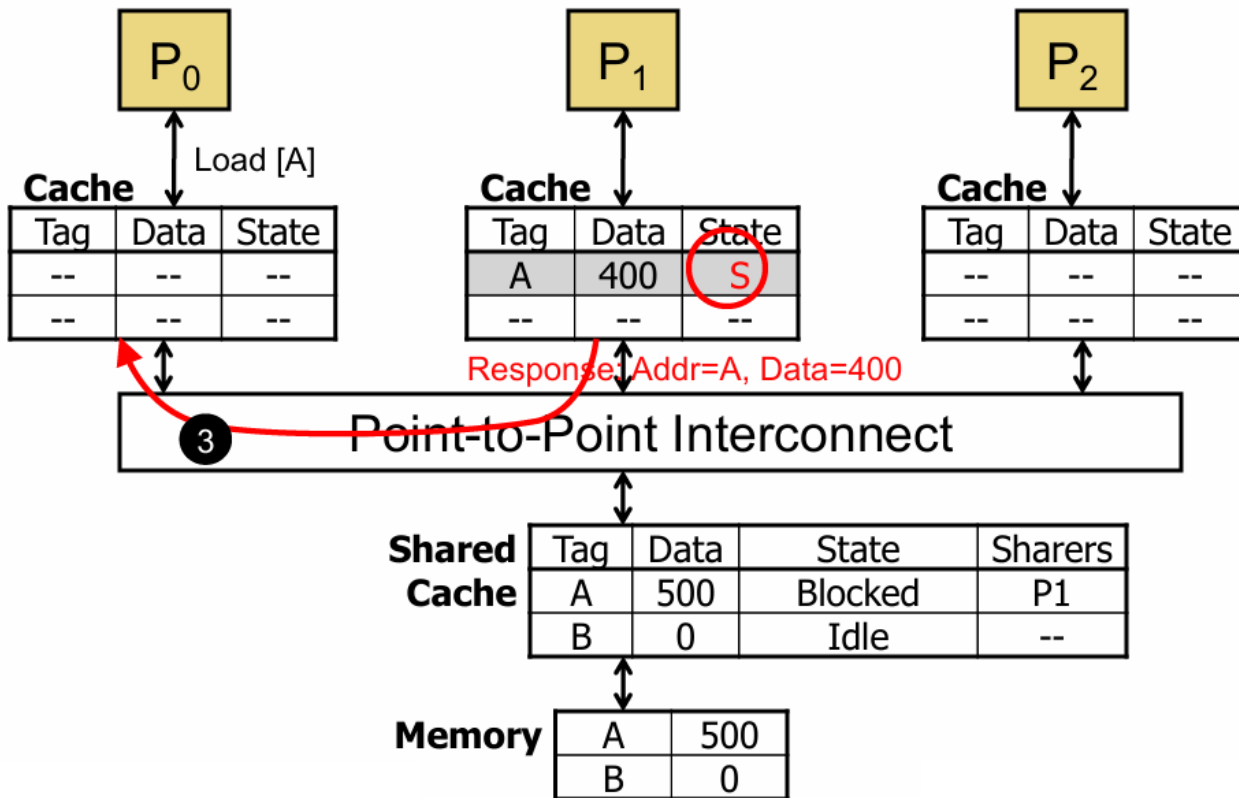 P0 P1 P2
Load [A]
Cache Cache Cache
Tag Data State Tag Data State Tag Data State
-- -- -- A 400 S -- -- --
-- -- -- -- -- -- -- -- --
Response: Addr=A, Data=400
3 Point-to-Point Interconnect
Shared Tag Data State Sharers
Cache A 500 Blocked P1
B 0 Idle --
Memory A 500
B 0